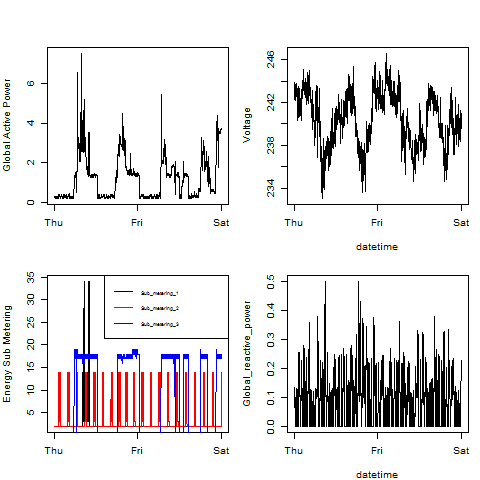 Global Active Power
6
4
2
0
Thu
Fri
Sat
Voltage
246
242
238
234
Thu
Fri
Sat
datetime
Energy Sub Metering
35
30
25
20
15
10
5
Sub_metering_1
Sub_metering_2
Sub_metering_3
Thu
Fri
Sat
Global_reactive_power
0.5
0.4
0.3
0.2
0.1
0.0
Thu
Fri
Sat
datetime